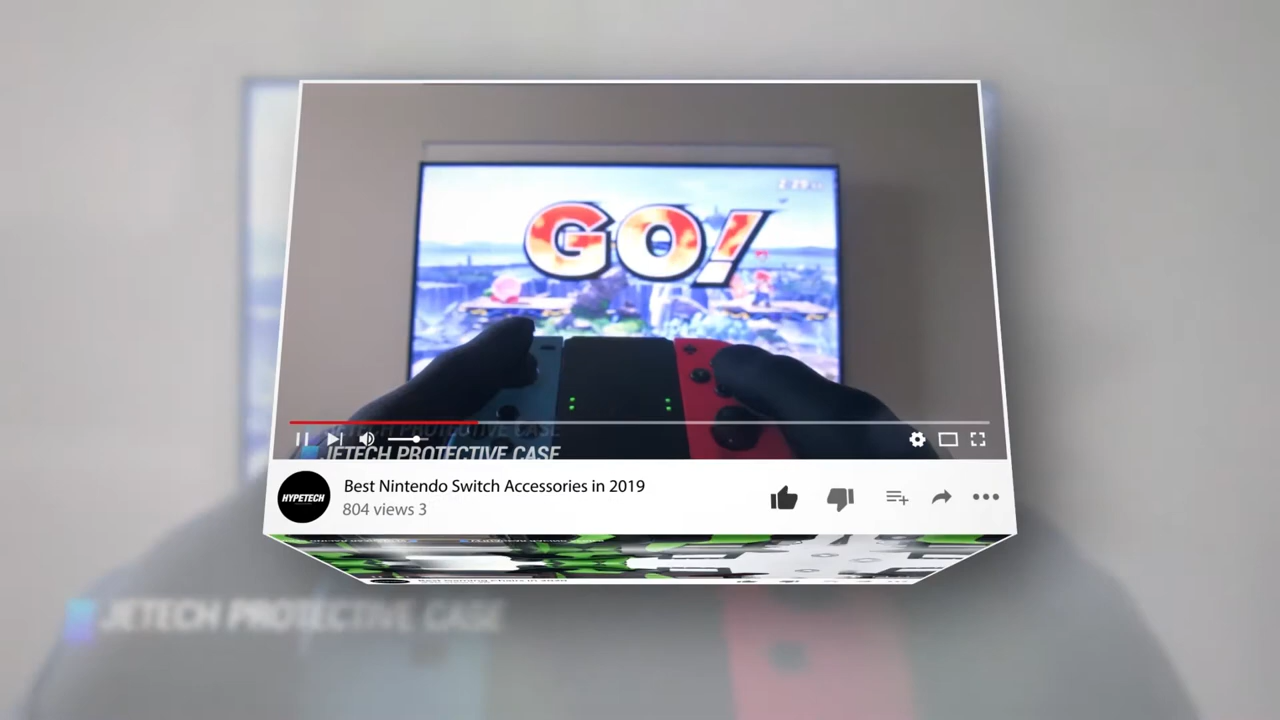 GO!
JETECH PROTECTIVE CASE
HYPETECH
Best Nintendo Switch Accessories in 2019
804 views 3
JETECH PROTECTIVE CASE